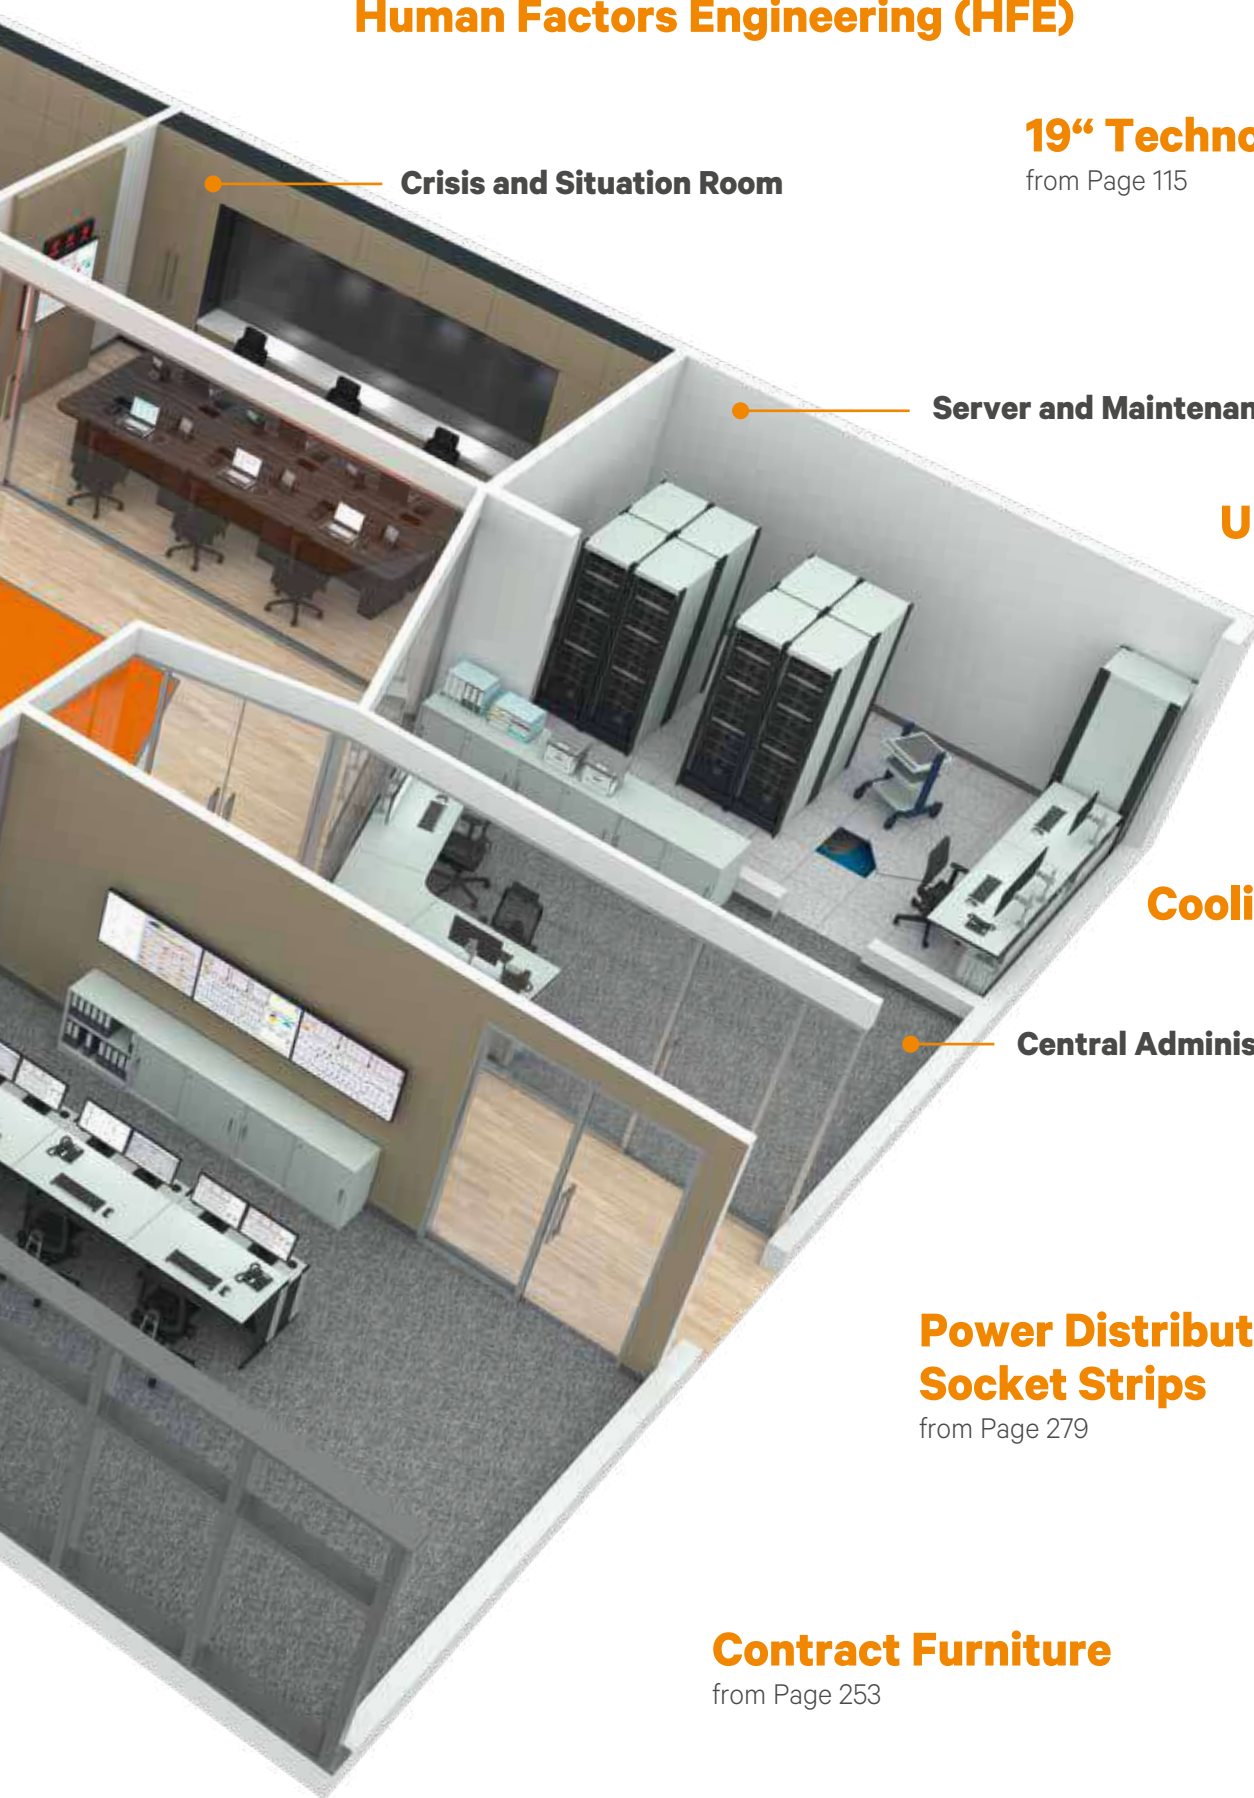 Human Factors Engineering (HFE)
19“ Techno
from Page 115
Crisis and Situation Room
Server and Maintenan
U
Cooli
Central Adminis
Power Distribut
Socket Strips
from Page 279
Contract Furniture
from Page 253